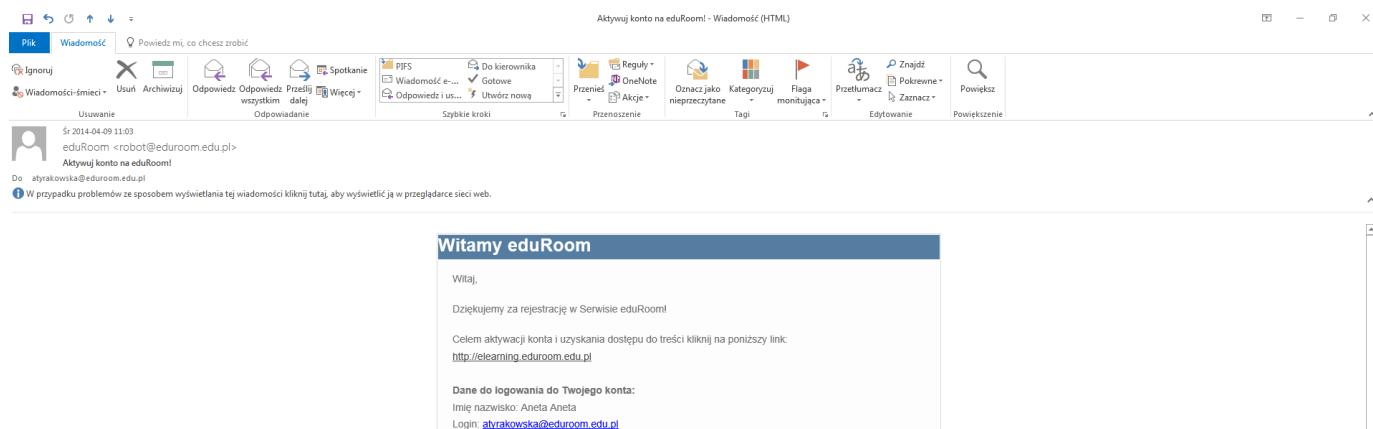 Aktywuj konto na eduRoom! - Wiadomość (HTML)
Plik Wiadomość Powiedz mi, co chcesz zrobić
Ignoruj
Wiadomości-śmieci
Usuń Archiwizuj
Usuwanie
Odpowiedz Odpowiedz wszystkim Prześlij dalej
Spotkanie
Więcej
Odpowiadanie
PIFS
Wiadomość e-...
Odpowiedz i us...
Do kierownika
Gotowe
Utwórz nową
Szybkie kroki
Przenieś
Reguły
OneNote
Akcje
Przenoszenie
Oznacz jako nieprzeczytane
Kategoryzuj
Flaga monitująca
Tagi
Przetłumacz
Znajdź
Pokrewne
Zaznacz
Edytowanie
Powiększ
Powiększenie
Śr 2014-04-09 11:03
eduRoom <robot@eduroom.edu.pl>
Aktywuj konto na eduRoom!
Do atyrakowska@eduroom.edu.pl
W przypadku problemów ze sposobem wyświetlania tej wiadomości kliknij tutaj, aby wyświetlić ją w przeglądarce sieci web.
Witamy eduRoom
Witaj,
Dziękujemy za rejestrację w Serwisie eduRoom!
Celem aktywacji konta i uzyskania dostępu do treści kliknij na poniższy link:
http://elearning.eduroom.edu.pl
Dane do logowania do Twojego konta:
Imię nazwisko: Aneta Aneta
Login: atyrakowska@eduroom.edu.pl